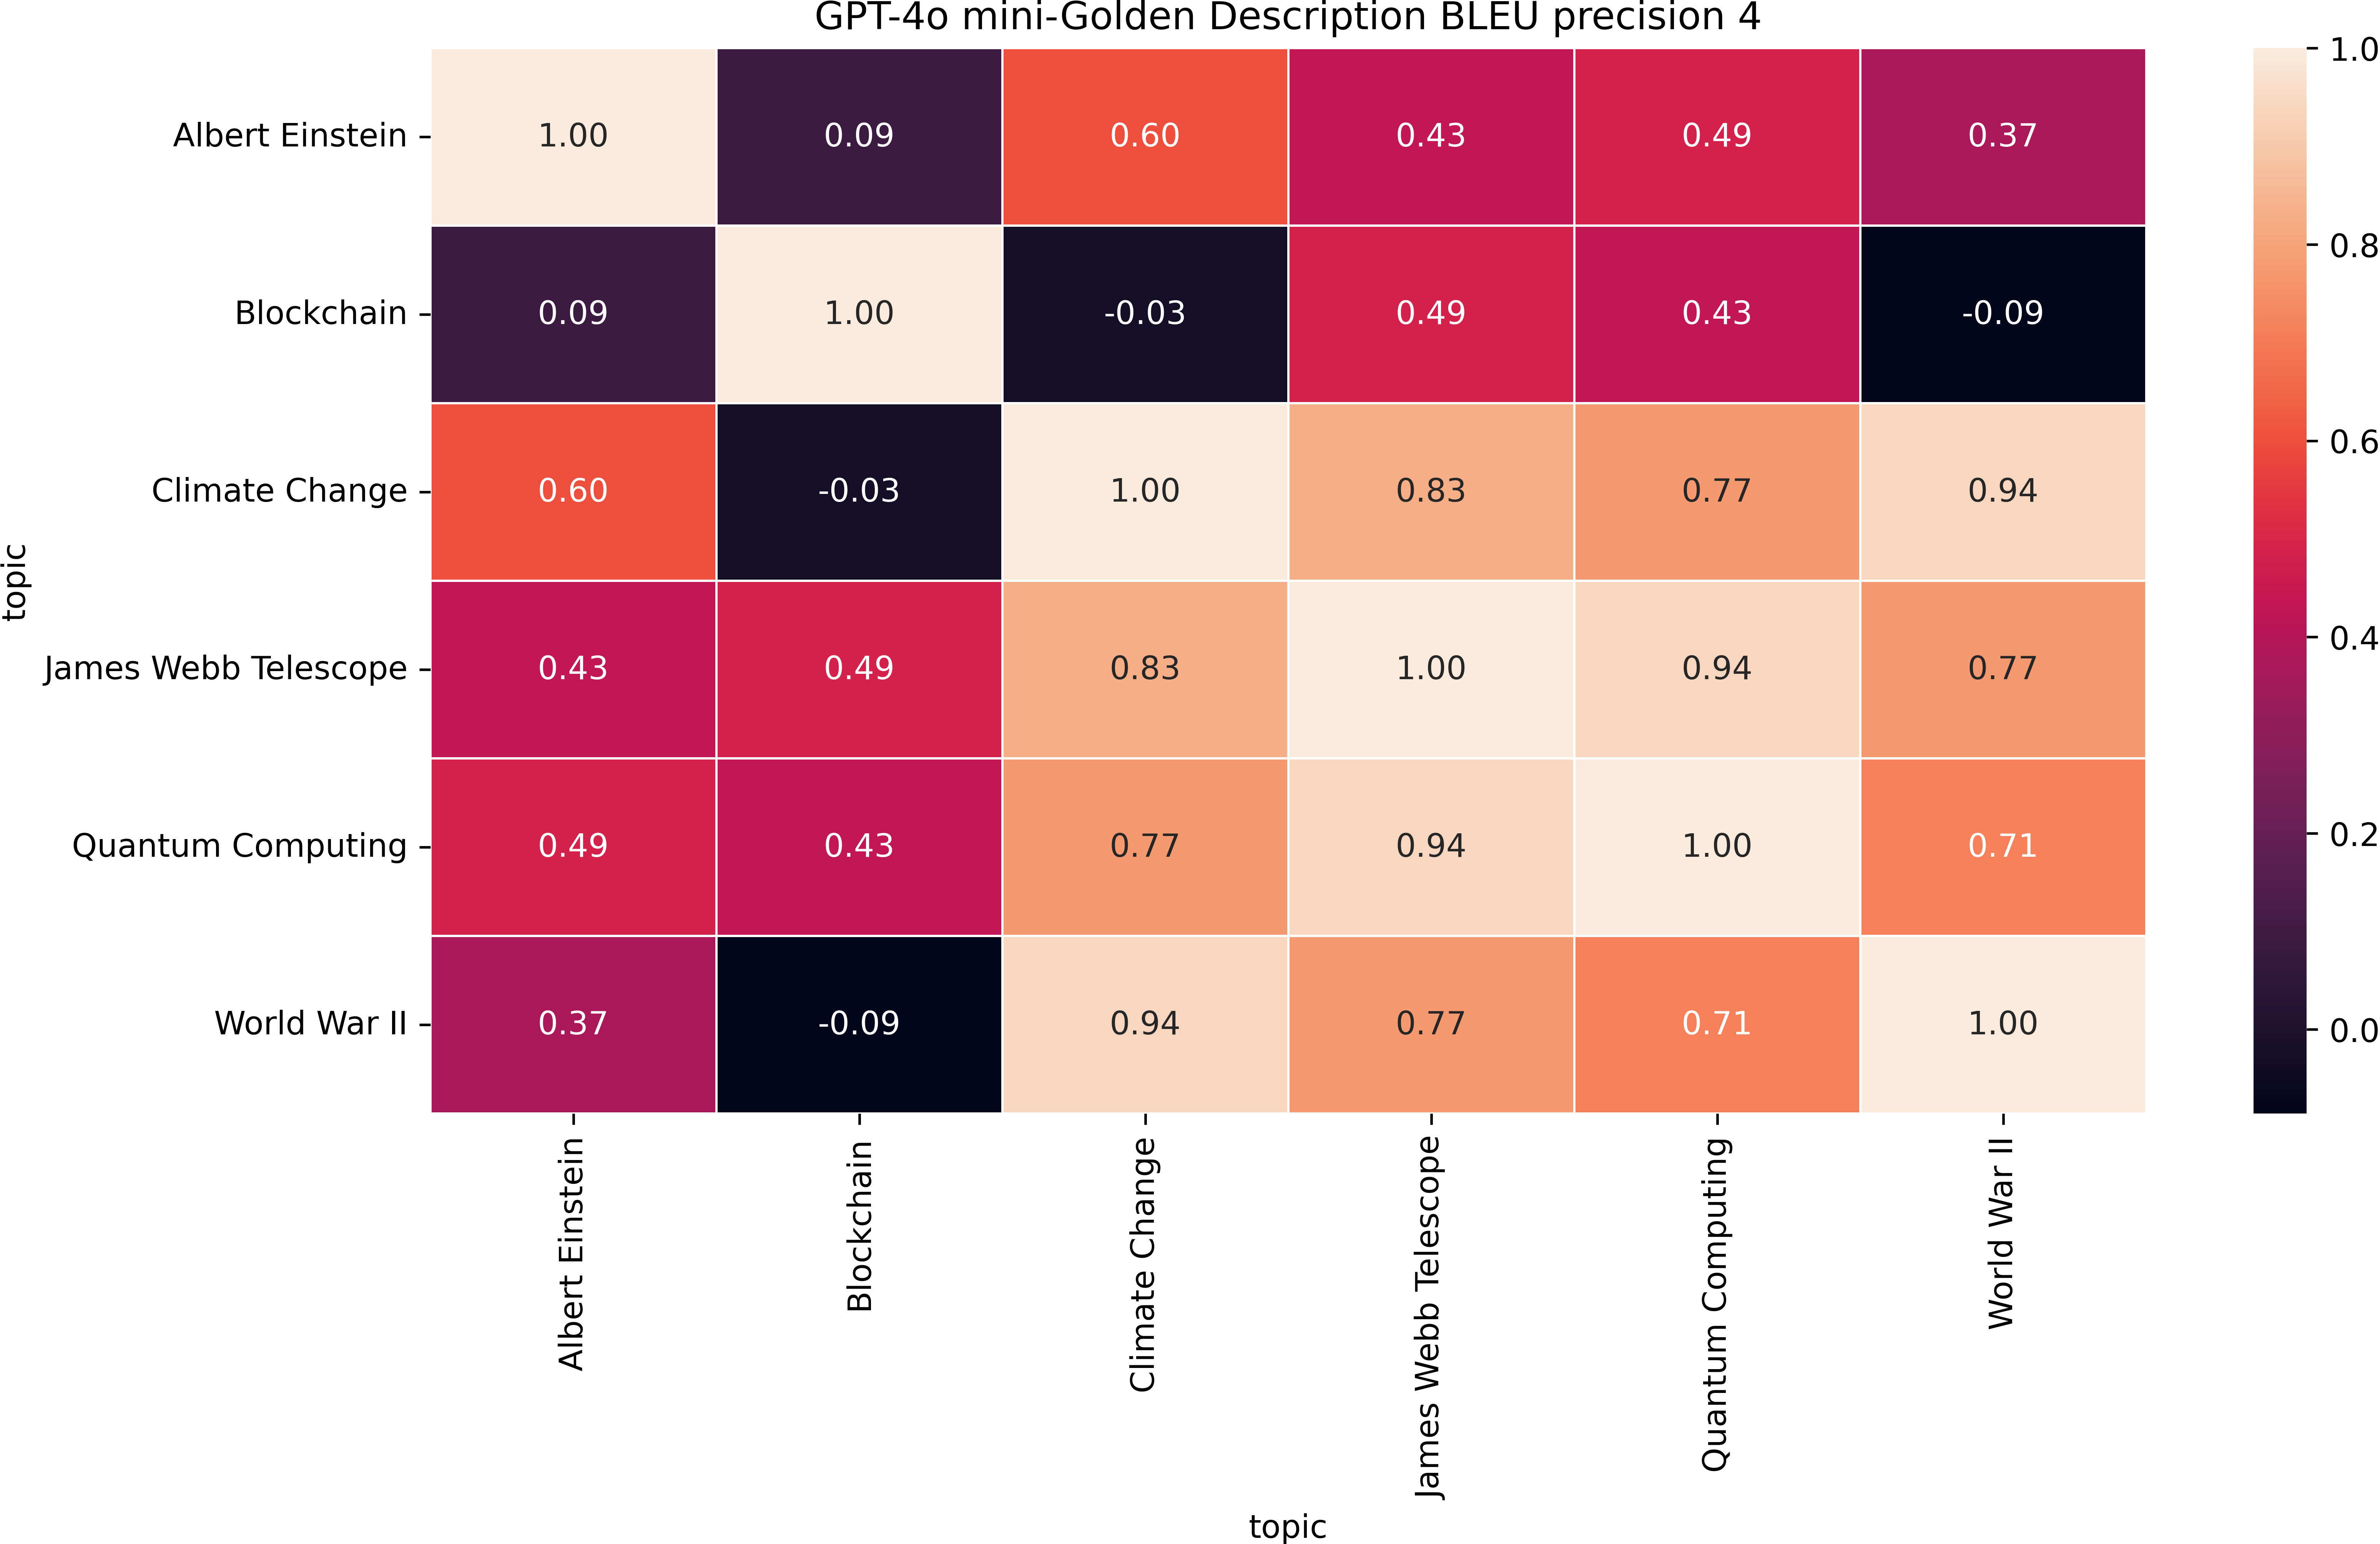 GPT-4o mini-Golden Description BLEU precision 4
Albert Einstein 1.00 0.09 0.60 0.43 0.49 0.37
Blockchain 0.09 1.00 -0.03 0.49 0.43 -0.09
Climate Change 0.60 -0.03 1.00 0.83 0.77 0.94
James Webb Telescope 0.43 0.49 0.83 1.00 0.94 0.77
Quantum Computing 0.49 0.43 0.77 0.94 1.00 0.71
World War II 0.37 -0.09 0.94 0.77 0.71 1.00
topic
Albert Einstein
Blockchain
Climate Change
James Webb Telescope
Quantum Computing
World War II
topic
1.0
0.8
0.6
0.4
0.2
0.0